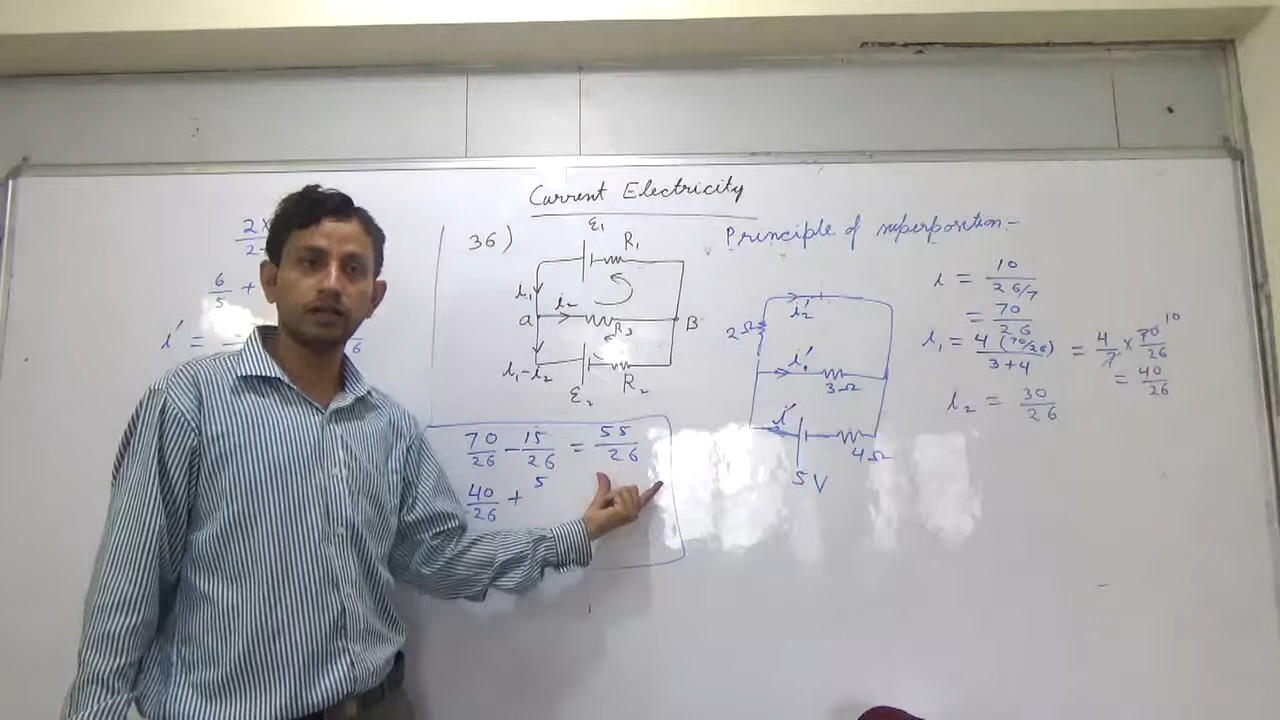 Current Electricity
2×
2-
6/5 +
i' =
6
36)
ε₁
R₁
i₁
i₂
a
R₃
B
i₁-i₂
ε₂
R₂
70/26 - 15/26 = 55/26
40/26 + 5
Principle of superposition:-
i₂'
2Ω
i₁'
3Ω
i'
4Ω
5V
i = 10/(26/7)
= 70/26
i₁ = 4(70/26)/(3+4) = 4/7 × 70/26 10
= 40/26
i₂ = 30/26